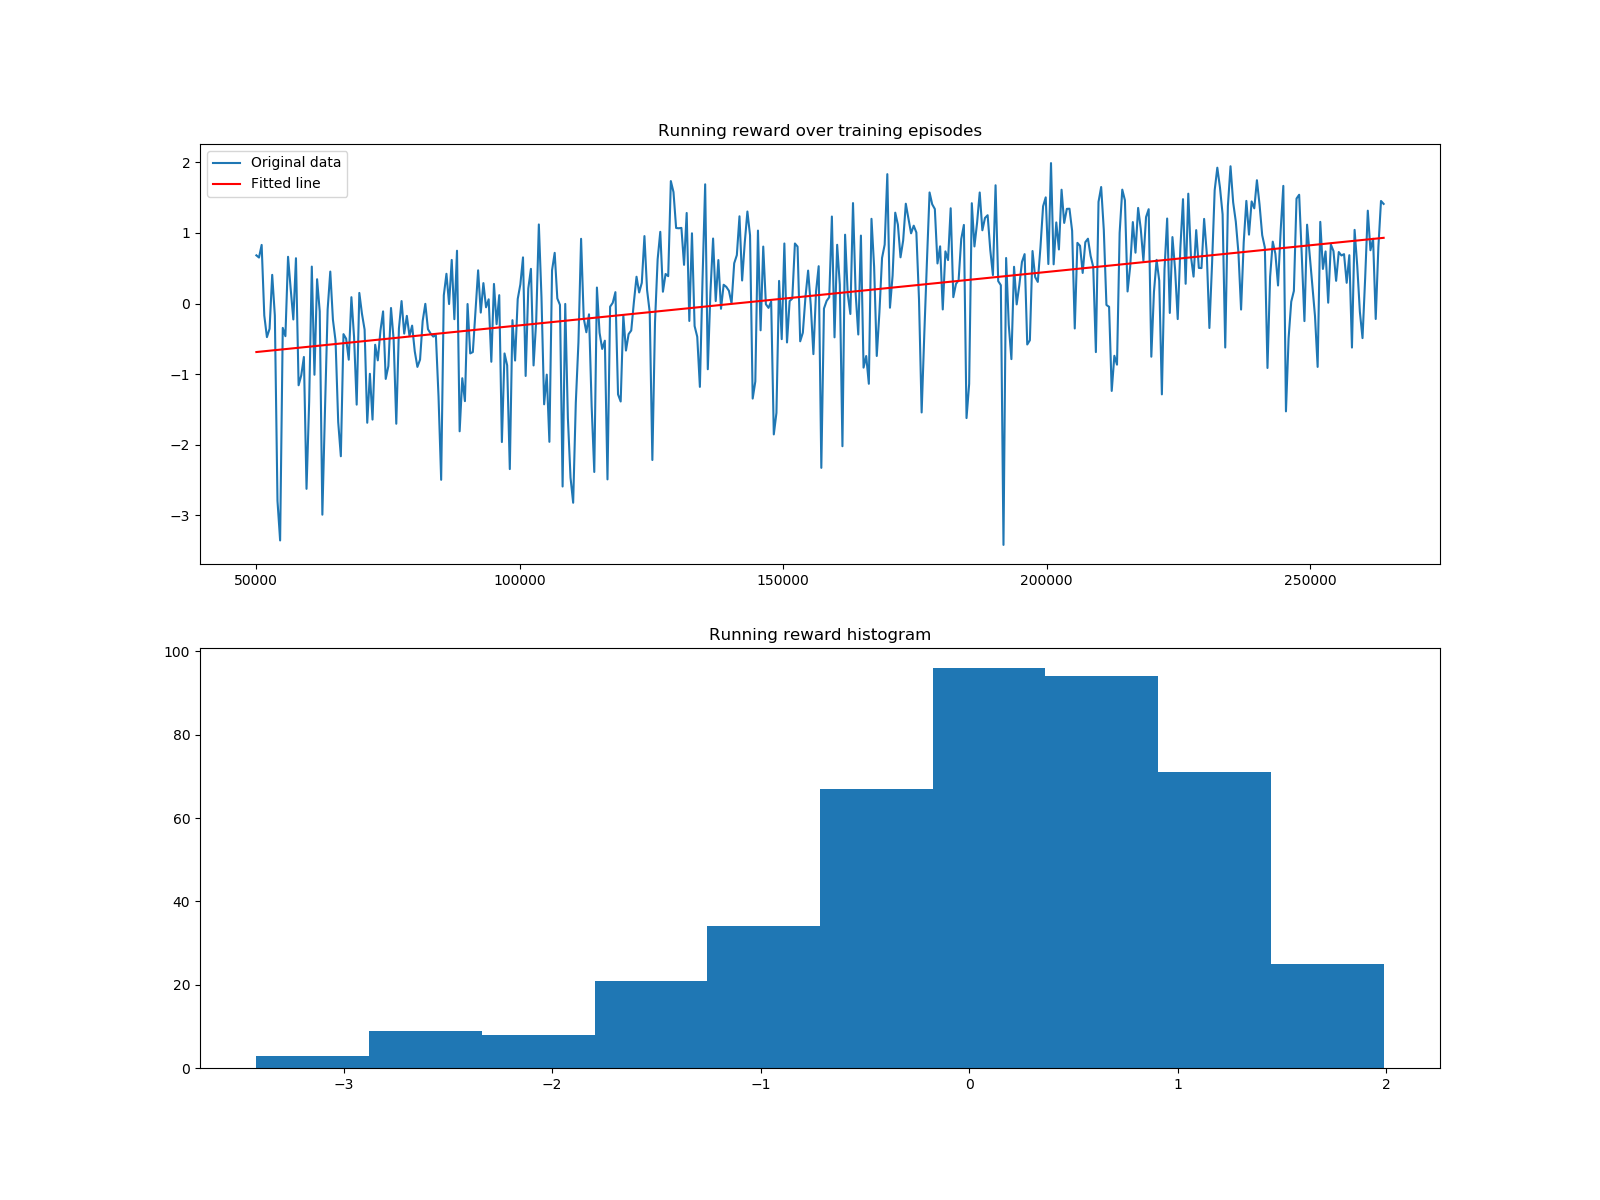 Running reward over training episodes
Original data
Fitted line
2
1
0
−1
−2
−3
50000 100000 150000 200000 250000
Running reward histogram
100
80
60
40
20
0
−3 −2 −1 0 1 2